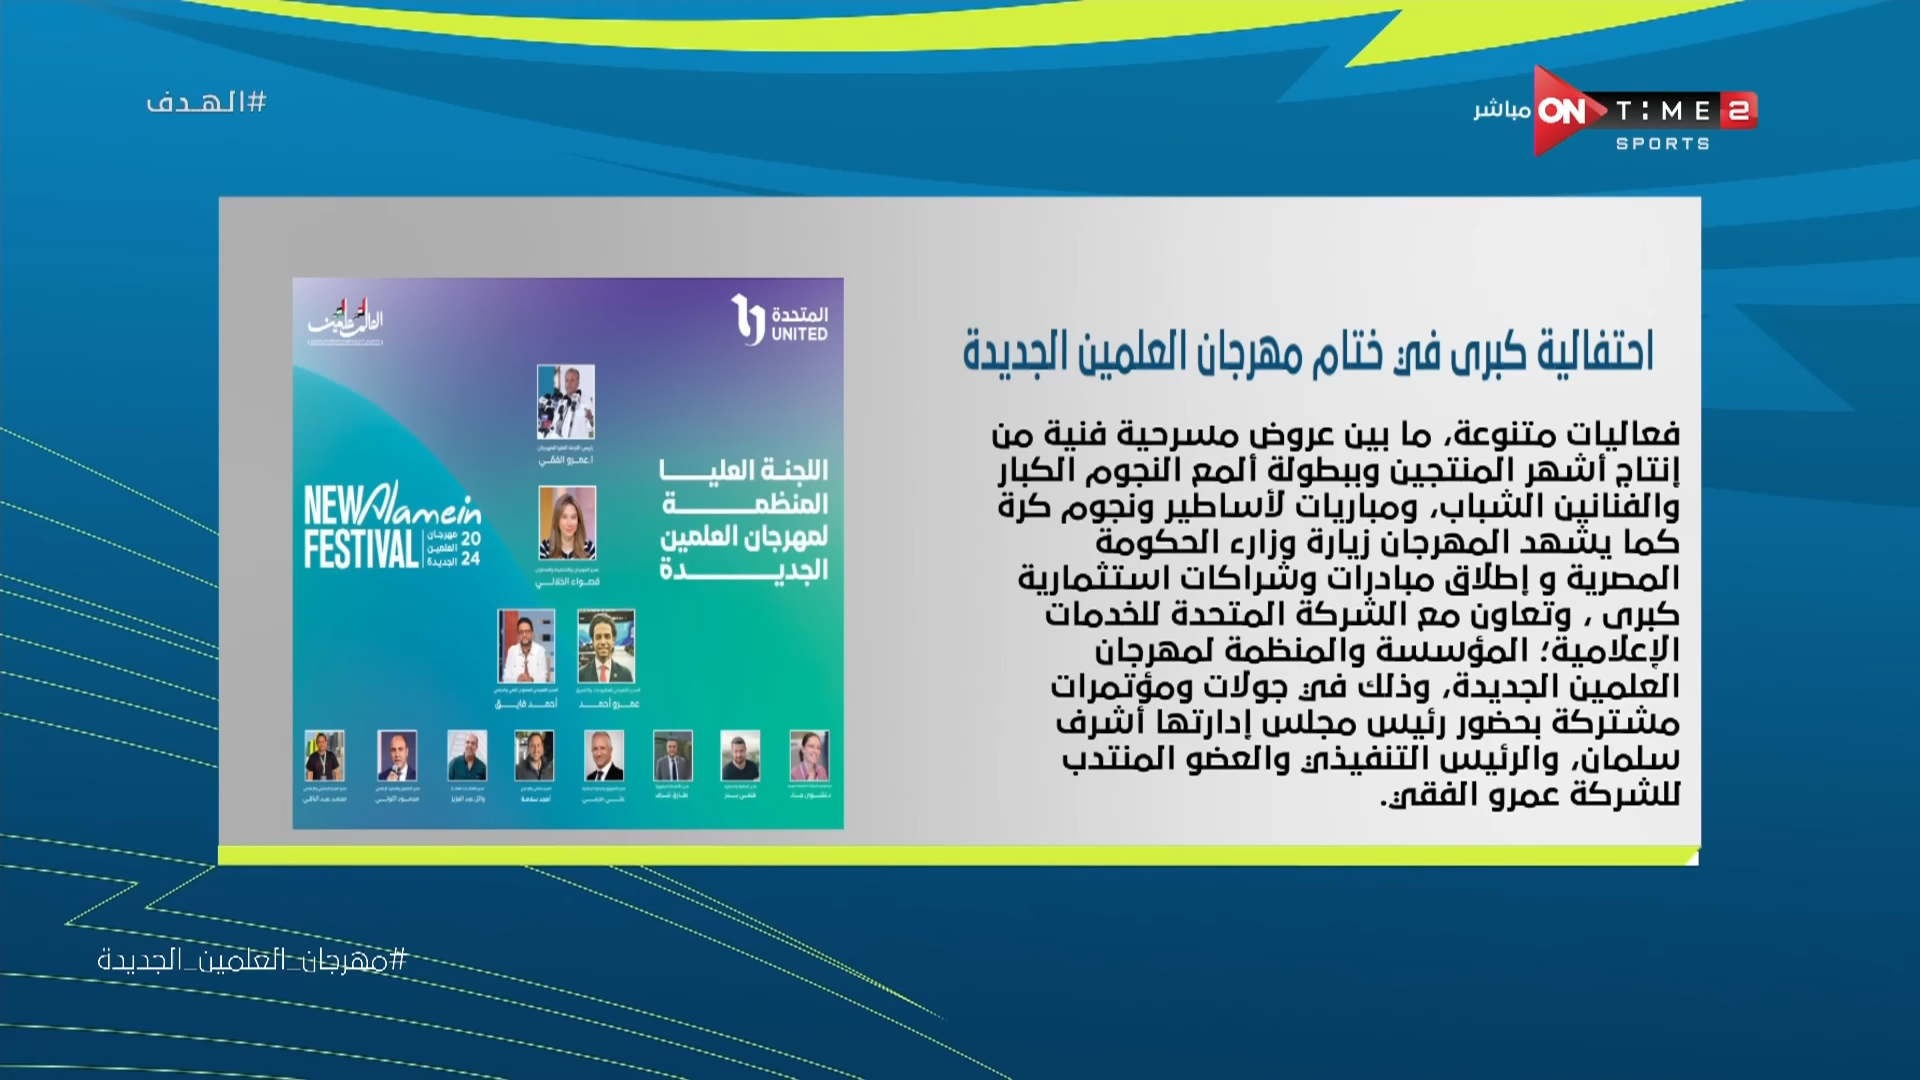 #الهدف
مباشر
ON TIME 2
SPORTS
احتفالية كبرى في ختام مهرجان العلمين الجديدة
فعاليات متنوعة، ما بين عروض مسرحية فنية من
إنتاج أشهر المنتجين وببطولة ألمع النجوم الكبار
والفنانين الشباب، ومباريات لأساطير ونجوم كرة
كما يشهد المهرجان زيارة وزراء الحكومة
المصرية و إطلاق مبادرات وشراكات استثمارية
كبرى ، وتعاون مع الشركة المتحدة للخدمات
الإعلامية؛ المؤسسة والمنظمة لمهرجان
العلمين الجديدة، وذلك في جولات ومؤتمرات
مشتركة بحضور رئيس مجلس إدارتها أشرف
سلمان، والرئيس التنفيذي والعضو المنتدب
للشركة عمرو الفقي.
المتحدة
UNITED
العالم علمين
اللجنة العليا
المنظمة
لمهرجان العلمين
الجديدة
NEW Alamein
FESTIVAL
مهرجان
العلمين
الجديدة
20
24
أ.عمرو الفقي
قصواء الخلالي
عمرو أحمد
أحمد فايق
#مهرجان_العلمين_الجديدة